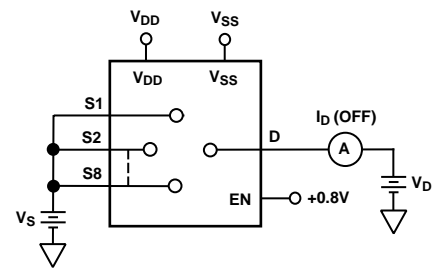 VDD VSS
VDD VSS
S1
ID (OFF)
S2 D
A
S8
VD
EN +0.8V
VS